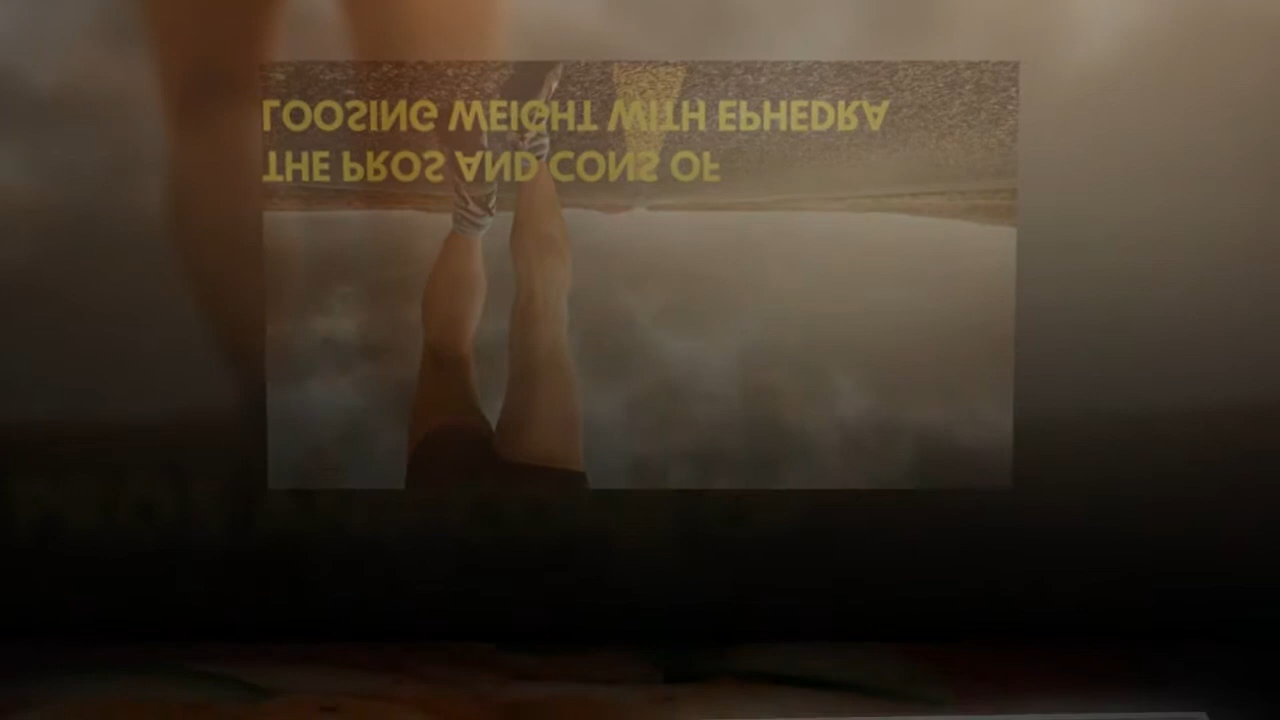 THE PROS AND CONS OF
LOOSING WEIGHT WITH EPHEDRA